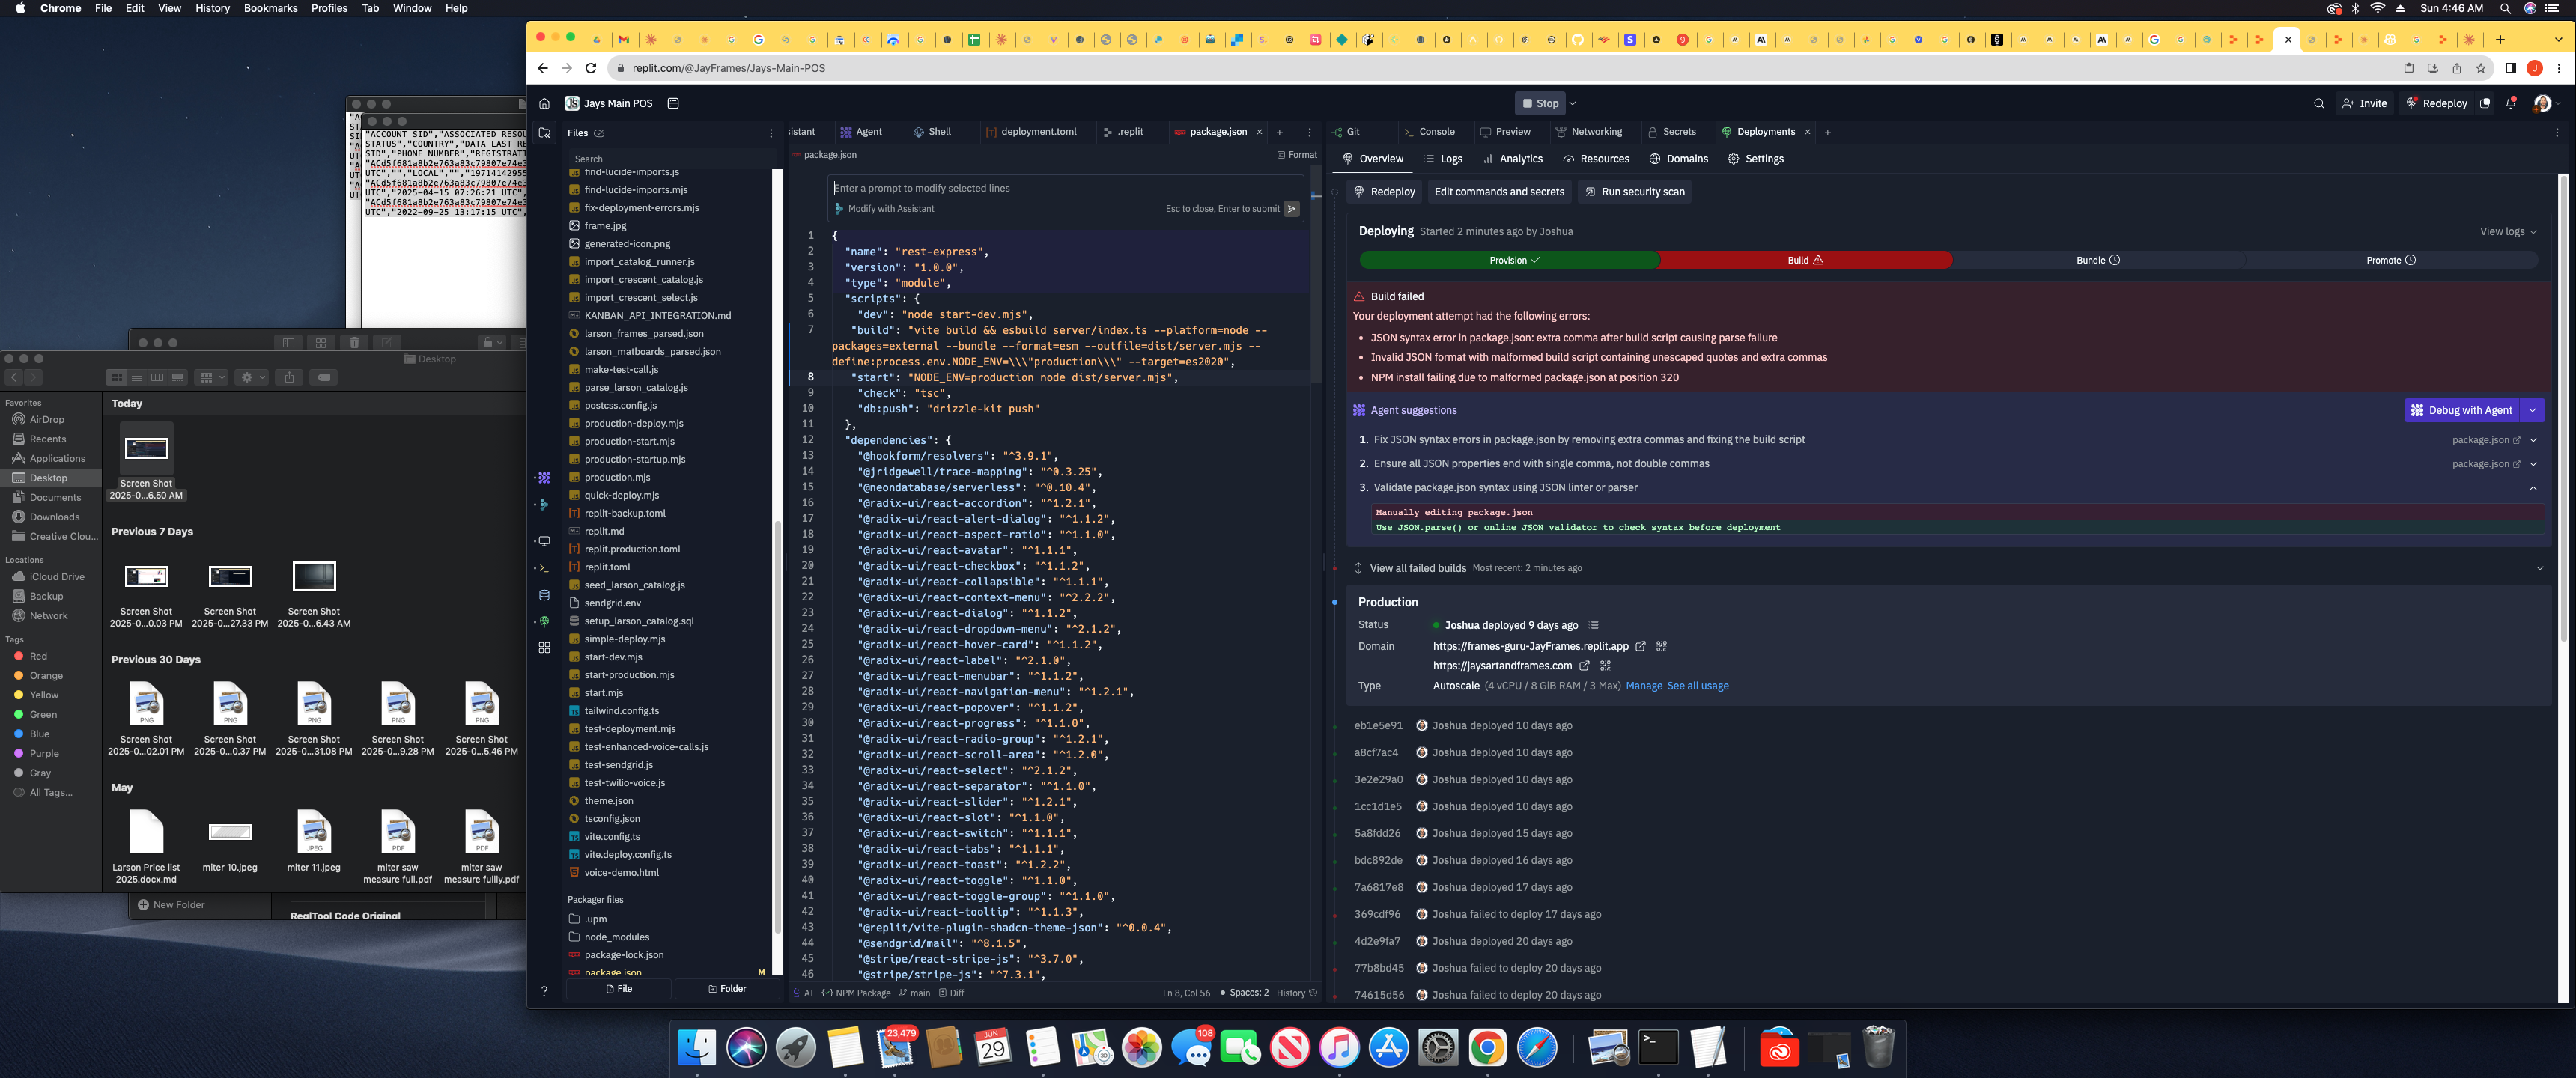 Chrome File Edit View History Bookmarks Profiles Tab Window Help
Sun 4:46 AM
replit.com/@JayFrames/Jays-Main-POS
Jays Main POS
Stop
Invite
Redeploy
"ACCOUNT SID","ASSOCIATED RESOU
STATUS","COUNTRY","DATA LAST RE
SID","PHONE NUMBER","REGISTRATI
"ACd5f681a8b2e763a83c79807e74e3
UTC","","LOCAL","","19714142955
"ACd5f681a8b2e763a83c79807e74e3
UTC","2025-04-15 07:26:21 UTC",
"ACd5f681a8b2e763a83c79807e74e3
UTC","2022-09-25 13:17:15 UTC",
Desktop
Favorites
AirDrop
Recents
Applications
Desktop
Documents
Downloads
Creative Clou...
Locations
iCloud Drive
Backup
Network
Tags
Red
Orange
Yellow
Green
Blue
Purple
Gray
All Tags...
Today
Screen Shot
2025-0...6.50 AM
Previous 7 Days
Screen Shot Screen Shot Screen Shot
2025-0...0.03 PM 2025-0...27.33 PM 2025-0...6.43 AM
Previous 30 Days
PNG PNG PNG PNG PNG
Screen Shot Screen Shot Screen Shot Screen Shot Screen Shot
2025-0...02.01 PM 2025-0...0.37 PM 2025-0...31.08 PM 2025-0...9.28 PM 2025-0...5.46 PM
May
JPEG PDF PDF
Larson Price list miter 10.jpeg miter 11.jpeg miter saw miter saw
2025.docx.md measure full.pdf measure fullly.pdf
New Folder
ReglTool Code Original
Files
Search
find-lucide-imports.js
find-lucide-imports.mjs
fix-deployment-errors.mjs
frame.jpg
generated-icon.png
import_catalog_runner.js
import_crescent_catalog.js
import_crescent_select.js
KANBAN_API_INTEGRATION.md
larson_frames_parsed.json
larson_matboards_parsed.json
make-test-call.js
parse_larson_catalog.js
postcss.config.js
production-deploy.mjs
production-start.mjs
production-startup.mjs
production.mjs
quick-deploy.mjs
replit-backup.toml
replit.md
replit.production.toml
replit.toml
seed_larson_catalog.js
sendgrid.env
setup_larson_catalog.sql
simple-deploy.mjs
start-dev.mjs
start-production.mjs
start.mjs
tailwind.config.ts
test-deployment.mjs
test-enhanced-voice-calls.js
test-sendgrid.js
test-twilio-voice.js
theme.json
tsconfig.json
vite.config.ts
vite.deploy.config.ts
voice-demo.html
Packager files
.upm
node_modules
package-lock.json
package.json M
File Folder
sistant Agent Shell deployment.toml .replit package.json
package.json Format
Enter a prompt to modify selected lines
Modify with Assistant Esc to close, Enter to submit
1 {
2 "name": "rest-express",
3 "version": "1.0.0",
4 "type": "module",
5 "scripts": {
6 "dev": "node start-dev.mjs",
7 "build": "vite build && esbuild server/index.ts --platform=node --
packages=external --bundle --format=esm --outfile=dist/server.mjs --
define:process.env.NODE_ENV=\\\"production\\\" --target=es2020",
8 "start": "NODE_ENV=production node dist/server.mjs",
9 "check": "tsc",
10 "db:push": "drizzle-kit push"
11 },
12 "dependencies": {
13 "@hookform/resolvers": "^3.9.1",
14 "@jridgewell/trace-mapping": "^0.3.25",
15 "@neondatabase/serverless": "^0.10.4",
16 "@radix-ui/react-accordion": "^1.2.1",
17 "@radix-ui/react-alert-dialog": "^1.1.2",
18 "@radix-ui/react-aspect-ratio": "^1.1.0",
19 "@radix-ui/react-avatar": "^1.1.1",
20 "@radix-ui/react-checkbox": "^1.1.2",
21 "@radix-ui/react-collapsible": "^1.1.1",
22 "@radix-ui/react-context-menu": "^2.2.2",
23 "@radix-ui/react-dialog": "^1.1.2",
24 "@radix-ui/react-dropdown-menu": "^2.1.2",
25 "@radix-ui/react-hover-card": "^1.1.2",
26 "@radix-ui/react-label": "^2.1.0",
27 "@radix-ui/react-menubar": "^1.1.2",
28 "@radix-ui/react-navigation-menu": "^1.2.1",
29 "@radix-ui/react-popover": "^1.1.2",
30 "@radix-ui/react-progress": "^1.1.0",
31 "@radix-ui/react-radio-group": "^1.2.1",
32 "@radix-ui/react-scroll-area": "^1.2.0",
33 "@radix-ui/react-select": "^2.1.2",
34 "@radix-ui/react-separator": "^1.1.0",
35 "@radix-ui/react-slider": "^1.2.1",
36 "@radix-ui/react-slot": "^1.1.0",
37 "@radix-ui/react-switch": "^1.1.1",
38 "@radix-ui/react-tabs": "^1.1.1",
39 "@radix-ui/react-toast": "^1.2.2",
40 "@radix-ui/react-toggle": "^1.1.0",
41 "@radix-ui/react-toggle-group": "^1.1.0",
42 "@radix-ui/react-tooltip": "^1.1.3",
43 "@replit/vite-plugin-shadcn-theme-json": "^0.0.4",
44 "@sendgrid/mail": "^8.1.5",
45 "@stripe/react-stripe-js": "^3.7.0",
46 "@stripe/stripe-js": "^7.3.1",
AI NPM Package main Diff Ln 8, Col 56 Spaces: 2 History
Git Console Preview Networking Secrets Deployments
Overview Logs Analytics Resources Domains Settings
Redeploy Edit commands and secrets Run security scan
Deploying Started 2 minutes ago by Joshua View logs
Provision Build Bundle Promote
Build failed
Your deployment attempt had the following errors:
• JSON syntax error in package.json: extra comma after build script causing parse failure
• Invalid JSON format with malformed build script containing unescaped quotes and extra commas
• NPM install failing due to malformed package.json at position 320
Agent suggestions Debug with Agent
1. Fix JSON syntax errors in package.json by removing extra commas and fixing the build script package.json
2. Ensure all JSON properties end with single comma, not double commas package.json
3. Validate package.json syntax using JSON linter or parser
Manually editing package.json
Use JSON.parse() or online JSON validator to check syntax before deployment
View all failed builds Most recent: 2 minutes ago
Production
Status Joshua deployed 9 days ago
Domain https://frames-guru-JayFrames.replit.app
https://jaysartandframes.com
Type Autoscale (4 vCPU / 8 GiB RAM / 3 Max) Manage See all usage
eb1e5e91 Joshua deployed 10 days ago
a8cf7ac4 Joshua deployed 10 days ago
3e2e29a0 Joshua deployed 10 days ago
1cc1d1e5 Joshua deployed 10 days ago
5a8fdd26 Joshua deployed 15 days ago
bdc892de Joshua deployed 16 days ago
7a6817e8 Joshua deployed 17 days ago
369cdf96 Joshua failed to deploy 17 days ago
4d2e9fa7 Joshua deployed 20 days ago
77b8bd45 Joshua failed to deploy 20 days ago
74615d56 Joshua failed to deploy 20 days ago
23,479
JUN
29
108